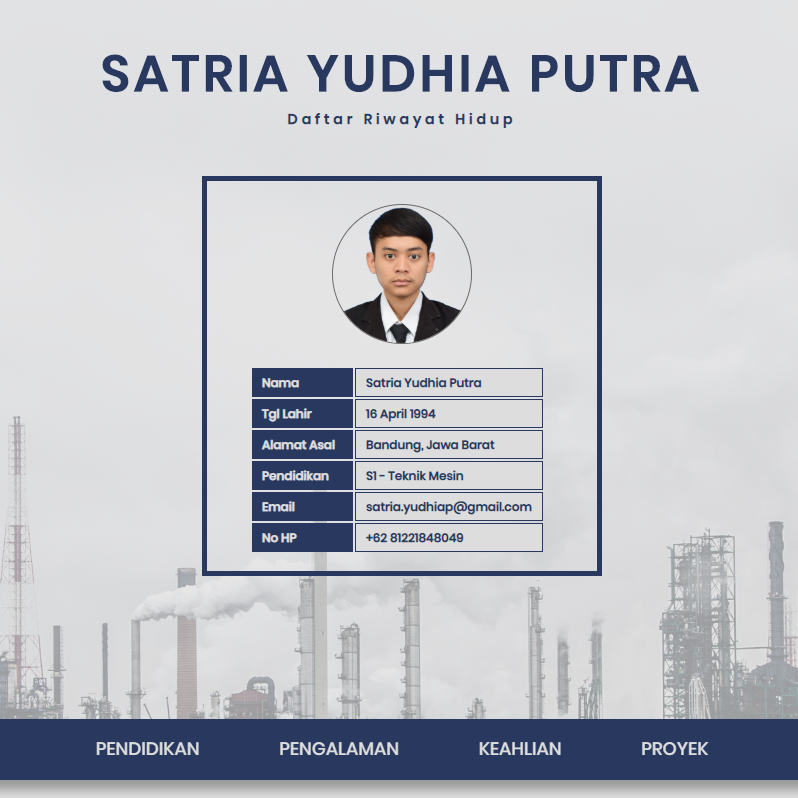 SATRIA YUDHIA PUTRA
Daftar Riwayat Hidup
Nama Satria Yudhia Putra
Tgl Lahir 16 April 1994
Alamat Asal Bandung, Jawa Barat
Pendidikan S1 - Teknik Mesin
Email satria.yudhiap@gmail.com
No HP +62 81221848049
PENDIDIKAN PENGALAMAN KEAHLIAN PROYEK